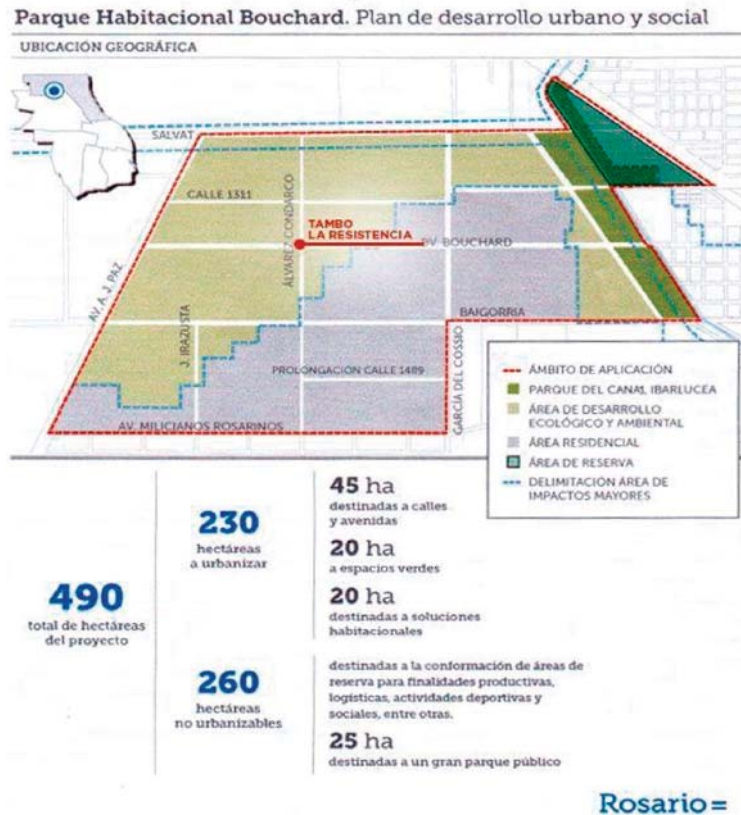 Parque Habitacional Bouchard. Plan de desarrollo urbano y social
UBICACIÓN GEOGRÁFICA
SALVAT
CALLE 1311
ÁLVAREZ CONDARCO
TAMBO
LA RESISTENCIA
BV. BOUCHARD
AV. A. J. PAZ
J. IRAZUSTA
BAIGORRIA
PROLONGACIÓN CALLE 1489
GARCÍA DEL COSSIO
AV. MILICIANOS ROSARINOS
ÁMBITO DE APLICACIÓN
PARQUE DEL CANAL IBARLUCEA
ÁREA DE DESARROLLO
ECOLÓGICO Y AMBIENTAL
ÁREA RESIDENCIAL
ÁREA DE RESERVA
DELIMITACIÓN ÁREA DE
IMPACTOS MAYORES
490
total de hectáreas
del proyecto
230
hectáreas
a urbanizar
45 ha
destinadas a calles
y avenidas
20 ha
a espacios verdes
20 ha
destinadas a soluciones
habitacionales
260
hectáreas
no urbanizables
destinadas a la conformación de áreas de
reserva para finalidades productivas,
logísticas, actividades deportivas y
sociales, entre otras.
25 ha
destinadas a un gran parque público
Rosario=